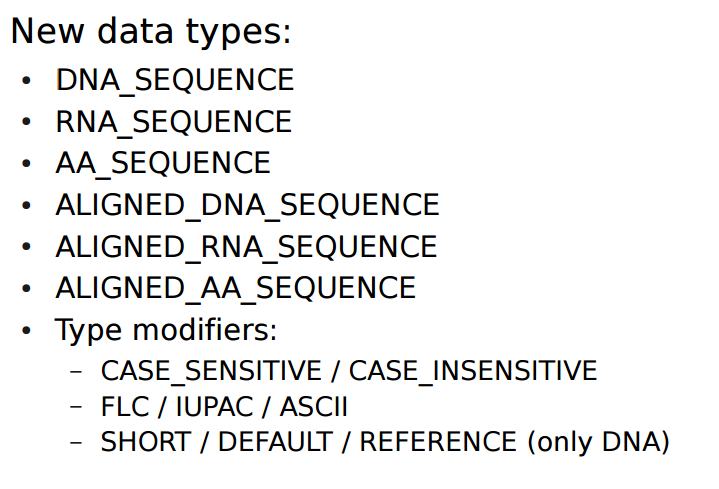 New data types:
• DNA_SEQUENCE
• RNA_SEQUENCE
• AA_SEQUENCE
• ALIGNED_DNA_SEQUENCE
• ALIGNED_RNA_SEQUENCE
• ALIGNED_AA_SEQUENCE
• Type modifiers:
– CASE_SENSITIVE / CASE_INSENSITIVE
– FLC / IUPAC / ASCII
– SHORT / DEFAULT / REFERENCE (only DNA)